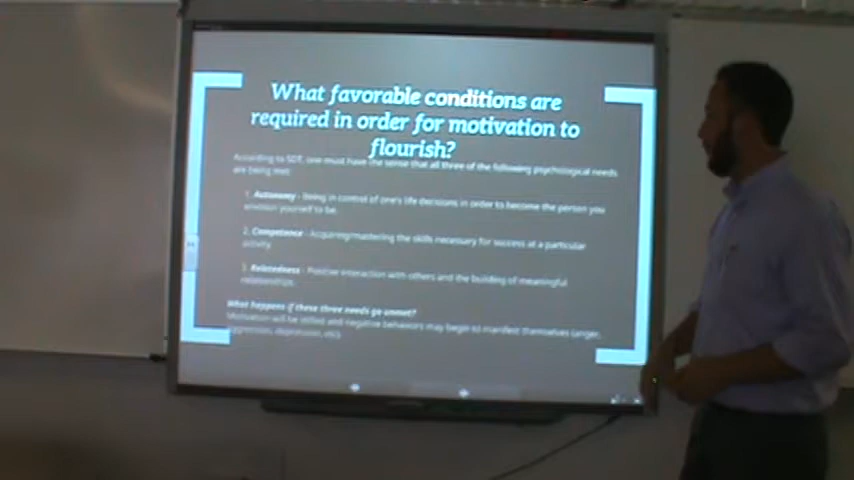 What favorable conditions are
required in order for motivation to
flourish?
According to SDT, one must have the sense that all three of the following psychological needs
are being met:
1. Autonomy - Being in control of one's life decisions in order to become the person you
envision yourself to be.
2. Competence - Acquiring/mastering the skills necessary for success at a particular
activity.
3. Relatedness - Positive interaction with others and the building of meaningful
relationships.
What happens if these three needs go unmet?
Motivation will be stifled and negative behaviors may begin to manifest themselves (anger,
aggression, depression, etc)